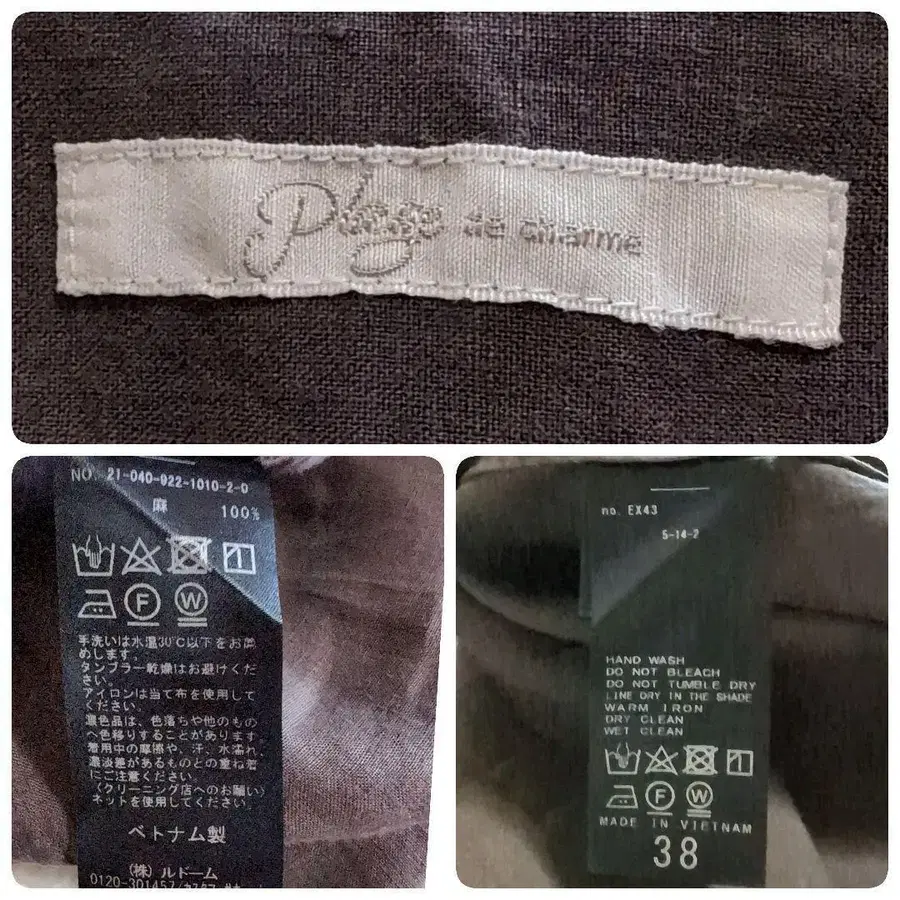 Plage de charme
NO. 21-040-922-1010-2-0
麻 100%
F
W
手洗いは水温30℃以下をお薦
めします。
タンブラー乾燥はお避けくだ
さい。
アイロンは当て布を使用して
ください。
濃色品は、色落ちや他のもの
へ色移りすることがあります
着用中の摩擦や、汗、水濡れ
濃淡差があるものとの重ね着
にご注意ください。
(クリーニング店へのお願い)
ネットを使用してください。
ベトナム製
(株) ルドーム
0120-301457/カスタ
no. EX43
5-14-2
HAND WASH
DO NOT BLEACH
DO NOT TUMBLE DRY
LINE DRY IN THE SHADE
WARM IRON
DRY CLEAN
WET CLEAN
F
W
MADE IN VIETNAM
38